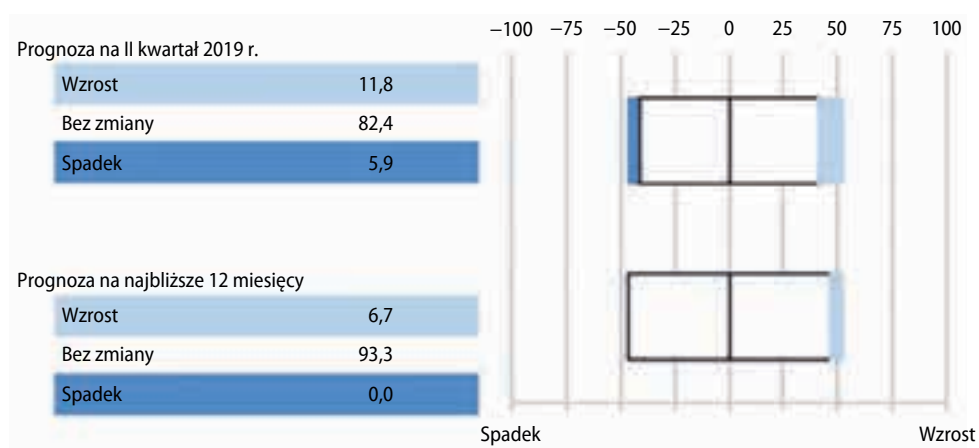 −100 −75 −50 −25 0 25 50 75 100
Prognoza na II kwartał 2019 r.
Wzrost 11,8
Bez zmiany 82,4
Spadek 5,9
Prognoza na najbliższe 12 miesięcy
Wzrost 6,7
Bez zmiany 93,3
Spadek 0,0
Spadek Wzrost